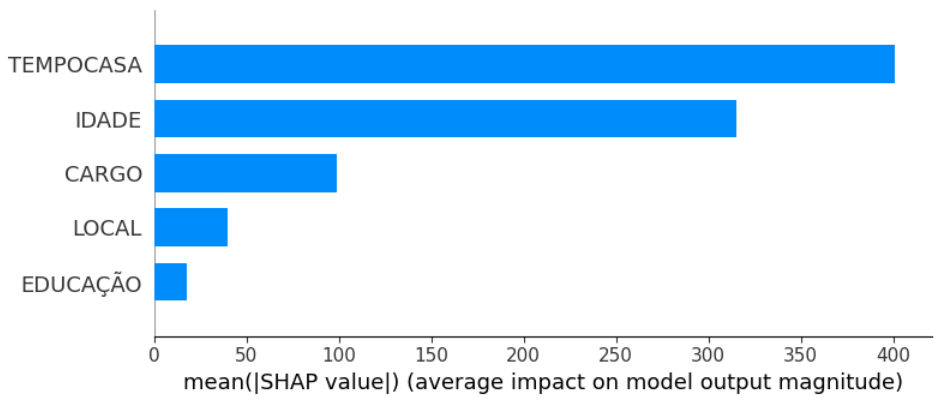 TEMPOCASA
IDADE
CARGO
LOCAL
EDUCAÇÃO
0 50 100 150 200 250 300 350 400
mean(|SHAP value|) (average impact on model output magnitude)